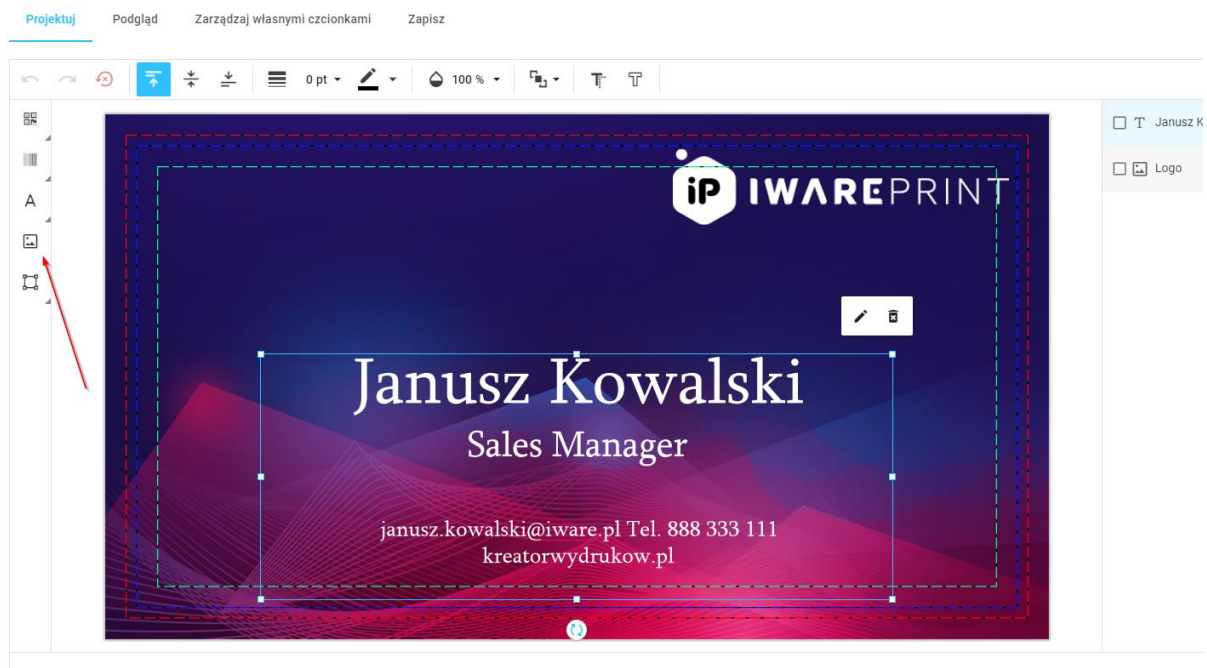 Projektuj Podgląd Zarządzaj własnymi czcionkami Zapisz
0 pt 100 %
A
T Janusz K
Logo
iP IWAREPRINT
Janusz Kowalski
Sales Manager
janusz.kowalski@iware.pl Tel. 888 333 111
kreatorwydrukow.pl